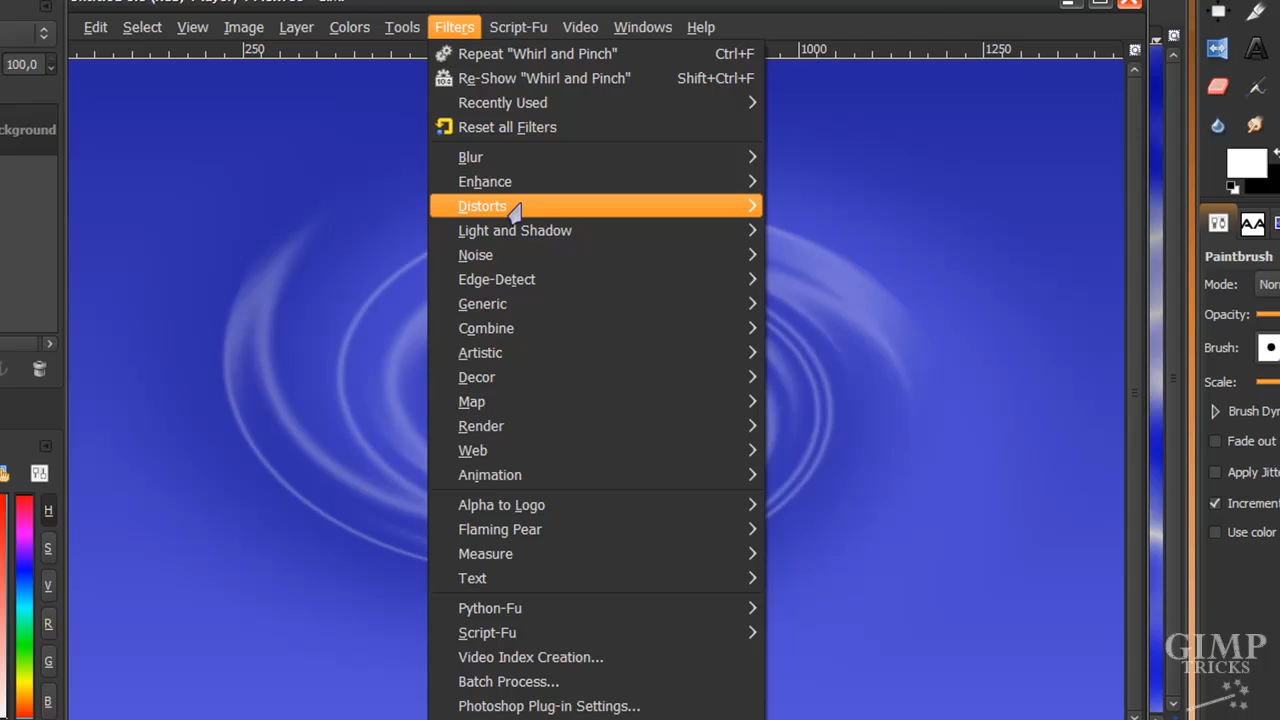 Edit Select View Image Layer Colors Tools Filters Script-Fu Video Windows Help
250 1000 1250
100,0
Repeat "Whirl and Pinch" Ctrl+F
Re-Show "Whirl and Pinch" Shift+Ctrl+F
Recently Used
Reset all Filters
Blur
Enhance
Distorts
Light and Shadow
Noise
Edge-Detect
Generic
Combine
Artistic
Decor
Map
Render
Web
Animation
Alpha to Logo
Flaming Pear
Measure
Text
Python-Fu
Script-Fu
Video Index Creation...
Batch Process...
Photoshop Plug-in Settings...
ckground
H
S
V
R
G
B
Paintbrush
Mode: Nor
Opacity:
Brush:
Scale:
Brush Dyn
Fade out
Apply Jitt
Increment
Use color
GIMP
TRICKS